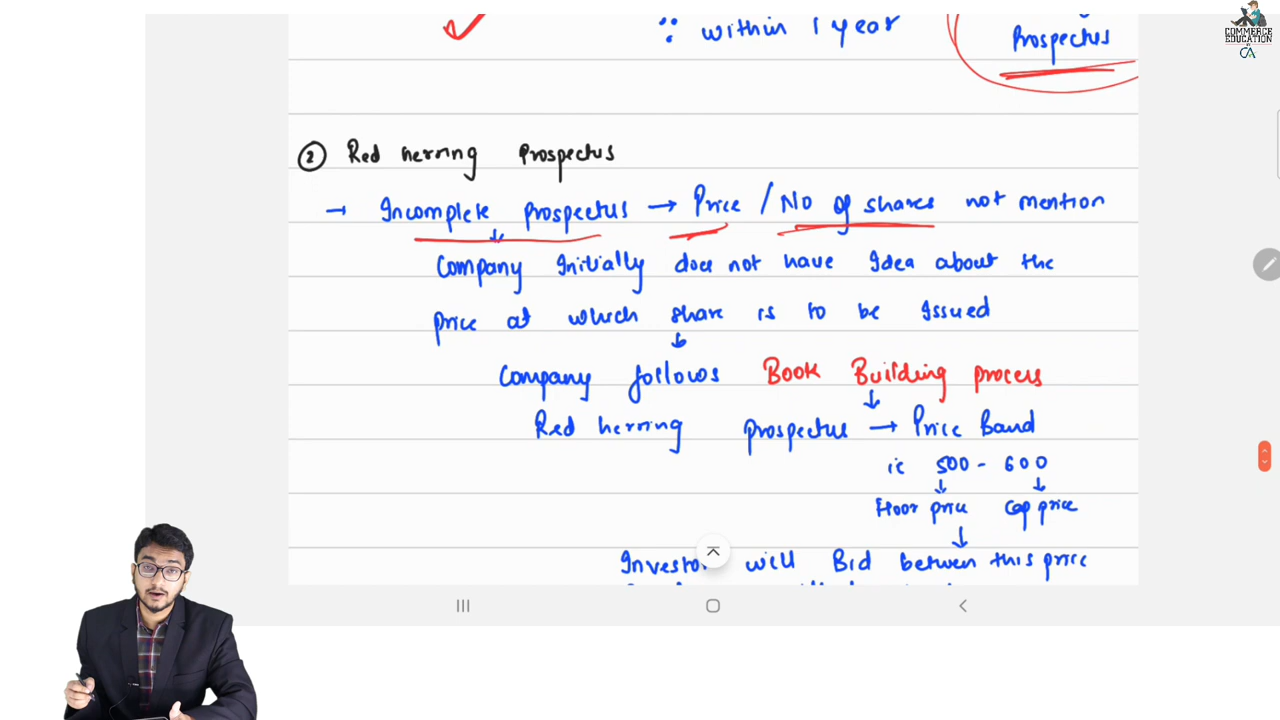 ∵ within 1 year
Prospectus
COMMERCE
EDUCATION
BY
CA
② Red herring Prospectus
→ Incomplete prospectus → Price / No of shares not mention
Company Initially does not have Idea about the
price at which share is to be Issued
Company follows Book Building process
Red herring prospectus → Price Band
ie 500 - 600
Floor price Cap price
Investor will Bid between this price